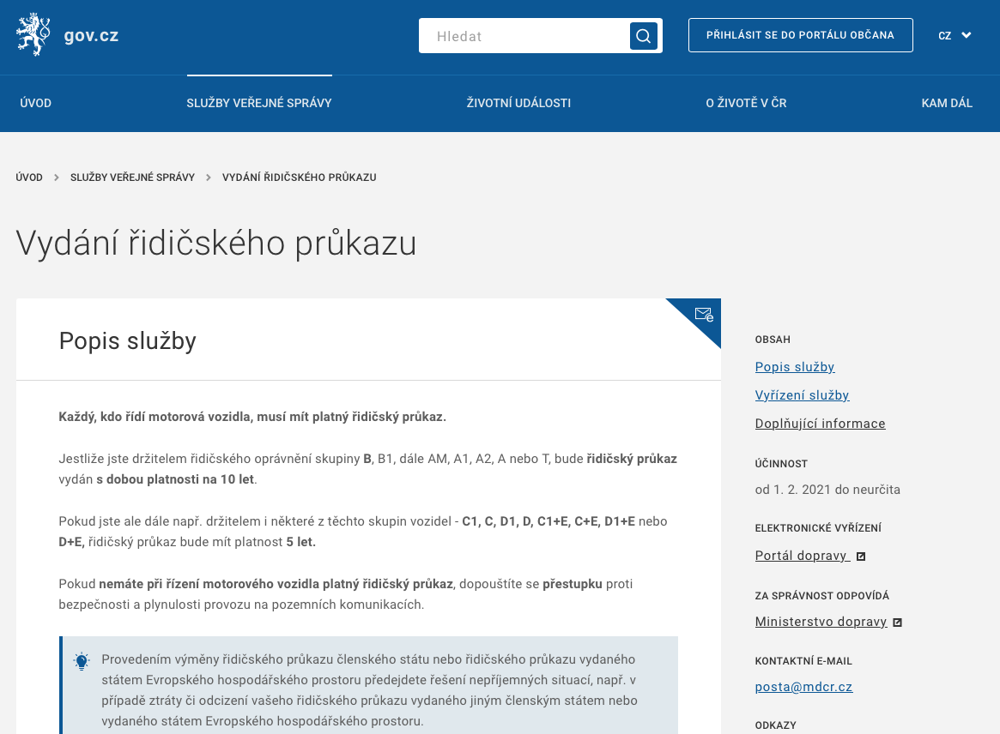 gov.cz
Hledat
PŘIHLÁSIT SE DO PORTÁLU OBČANA
CZ
ÚVOD
SLUŽBY VEŘEJNÉ SPRÁVY
ŽIVOTNÍ UDÁLOSTI
O ŽIVOTĚ V ČR
KAM DÁL
ÚVOD
SLUŽBY VEŘEJNÉ SPRÁVY
VYDÁNÍ ŘIDIČSKÉHO PRŮKAZU
Vydání řidičského průkazu
Popis služby
Každý, kdo řídí motorová vozidla, musí mít platný řidičský průkaz.
Jestliže jste držitelem řidičského oprávnění skupiny B, B1, dále AM, A1, A2, A nebo T, bude řidičský průkaz
vydán s dobou platnosti na 10 let.
Pokud jste ale dále např. držitelem i některé z těchto skupin vozidel - C1, C, D1, D, C1+E, C+E, D1+E nebo
D+E, řidičský průkaz bude mít platnost 5 let.
Pokud nemáte při řízení motorového vozidla platný řidičský průkaz, dopouštíte se přestupku proti
bezpečnosti a plynulosti provozu na pozemních komunikacích.
Provedením výměny řidičského průkazu členského státu nebo řidičského průkazu vydaného
státem Evropského hospodářského prostoru předejdete řešení nepříjemných situací, např. v
případě ztráty či odcizení vašeho řidičského průkazu vydaného jiným členským státem nebo
vydaného státem Evropského hospodářského prostoru.
OBSAH
Popis služby
Vyřízení služby
Doplňující informace
ÚČINNOST
od 1. 2. 2021 do neurčita
ELEKTRONICKÉ VYŘÍZENÍ
Portál dopravy
ZA SPRÁVNOST ODPOVÍDÁ
Ministerstvo dopravy
KONTAKTNÍ E-MAIL
posta@mdcr.cz
ODKAZY